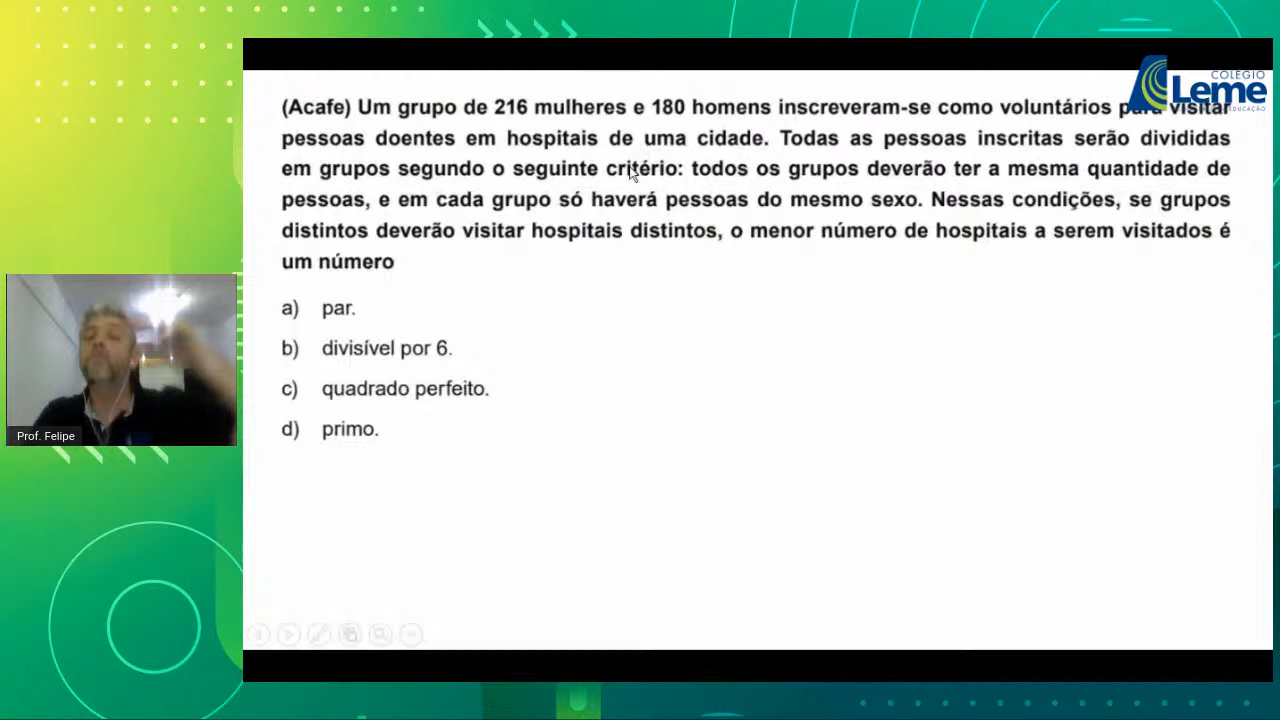 COLEGIO
Leme
EDUCAÇÃO
(Acafe) Um grupo de 216 mulheres e 180 homens inscreveram-se como voluntários para visitar
pessoas doentes em hospitais de uma cidade. Todas as pessoas inscritas serão divididas
em grupos segundo o seguinte critério: todos os grupos deverão ter a mesma quantidade de
pessoas, e em cada grupo só haverá pessoas do mesmo sexo. Nessas condições, se grupos
distintos deverão visitar hospitais distintos, o menor número de hospitais a serem visitados é
um número
a) par.
b) divisível por 6.
c) quadrado perfeito.
d) primo.
Prof. Felipe